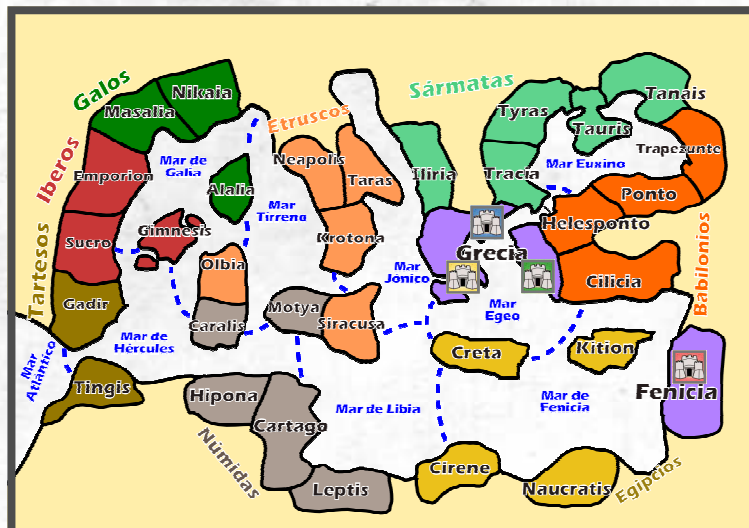 Galos
Nikaia
Masalia
Sármatas
Tanais
Tyras
Tauris
Etruscos
Iberos
Emporion
Mar de
Galia
Neapolis
Taras
Iliria
Tracia
Mar Euxino
Trapezunte
Alalia
Mar
Tirreno
Ponto
Gimnesis
Sucro
Krotona
Grecia
Helesponto
Tartesos
Olbia
Mar
Jónico
Cilicia
Babilonios
Gadir
Caralis
Motya
Siracusa
Mar
Egeo
Mar de
Hércules
Mar
Atlántico
Creta
Kition
Tingis
Hipona
Mar de Libia
Mar de
Fenicia
Fenicia
Cartago
Númidas
Cirene
Leptis
Naucratis
Egipcios